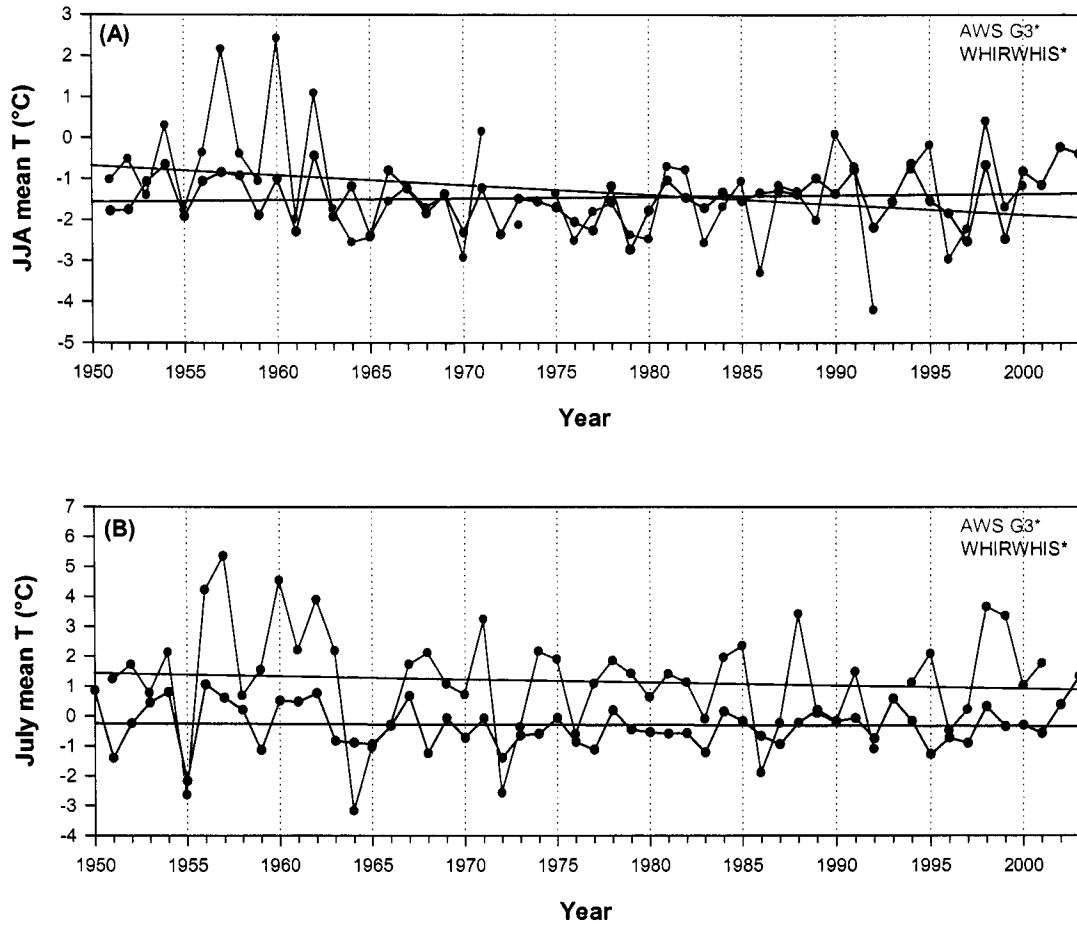 (A)
AWS G3*
WHIRWHIS*
JJA mean T (°C)
3
2
1
0
-1
-2
-3
-4
-5
1950 1955 1960 1965 1970 1975 1980 1985 1990 1995 2000
Year
(B)
AWS G3*
WHIRWHIS*
July mean T (°C)
7
6
5
4
3
2
1
0
-1
-2
-3
-4
1950 1955 1960 1965 1970 1975 1980 1985 1990 1995 2000
Year